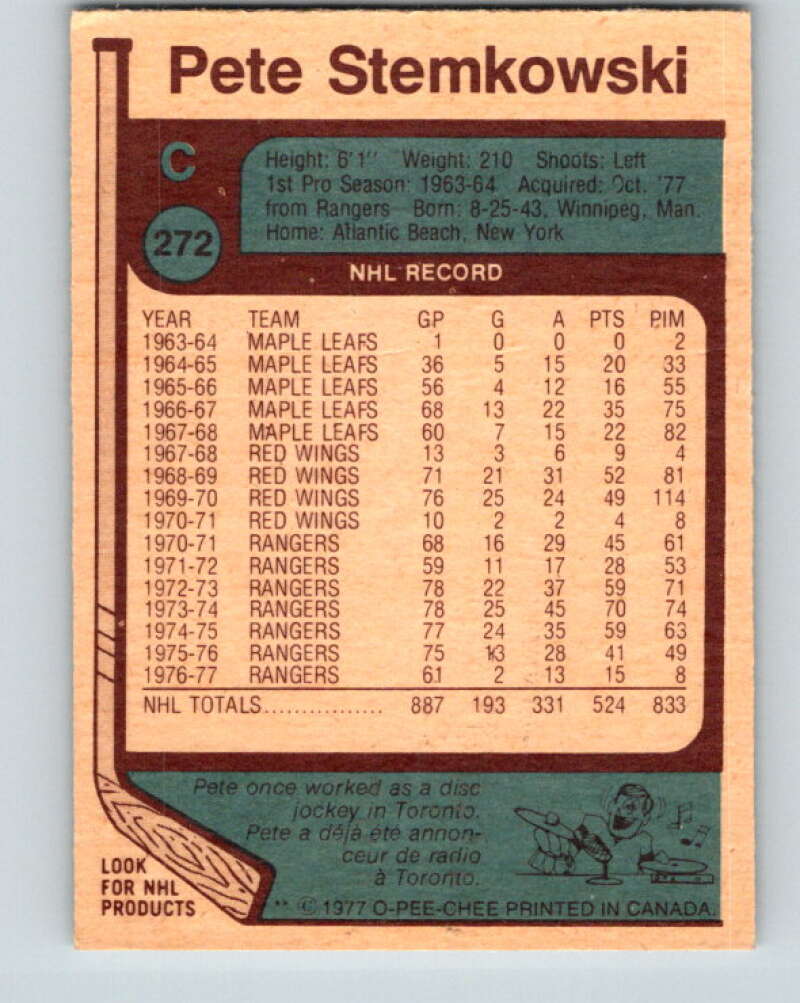 Pete Stemkowski
C
272
Height: 6'1" Weight: 210 Shoots: Left
1st Pro Season: 1963-64 Acquired: Oct. '77
from Rangers Born: 8-25-43, Winnipeg, Man.
Home: Atlantic Beach, New York
NHL RECORD
YEAR TEAM GP G A PTS PIM
1963-64 MAPLE LEAFS 1 0 0 0 2
1964-65 MAPLE LEAFS 36 5 15 20 33
1965-66 MAPLE LEAFS 56 4 12 16 55
1966-67 MAPLE LEAFS 68 13 22 35 75
1967-68 MAPLE LEAFS 60 7 15 22 82
1967-68 RED WINGS 13 3 6 9 4
1968-69 RED WINGS 71 21 31 52 81
1969-70 RED WINGS 76 25 24 49 114
1970-71 RED WINGS 10 2 2 4 8
1970-71 RANGERS 68 16 29 45 61
1971-72 RANGERS 59 11 17 28 53
1972-73 RANGERS 78 22 37 59 71
1973-74 RANGERS 78 25 45 70 74
1974-75 RANGERS 77 24 35 59 63
1975-76 RANGERS 75 13 28 41 49
1976-77 RANGERS 61 2 13 15 8
NHL TOTALS................ 887 193 331 524 833
Pete once worked as a disc
jockey in Toronto.
Pete a déjà été annon-
ceur de radio
à Toronto.
LOOK
FOR NHL
PRODUCTS
** © 1977 O-PEE-CHEE PRINTED IN CANADA.